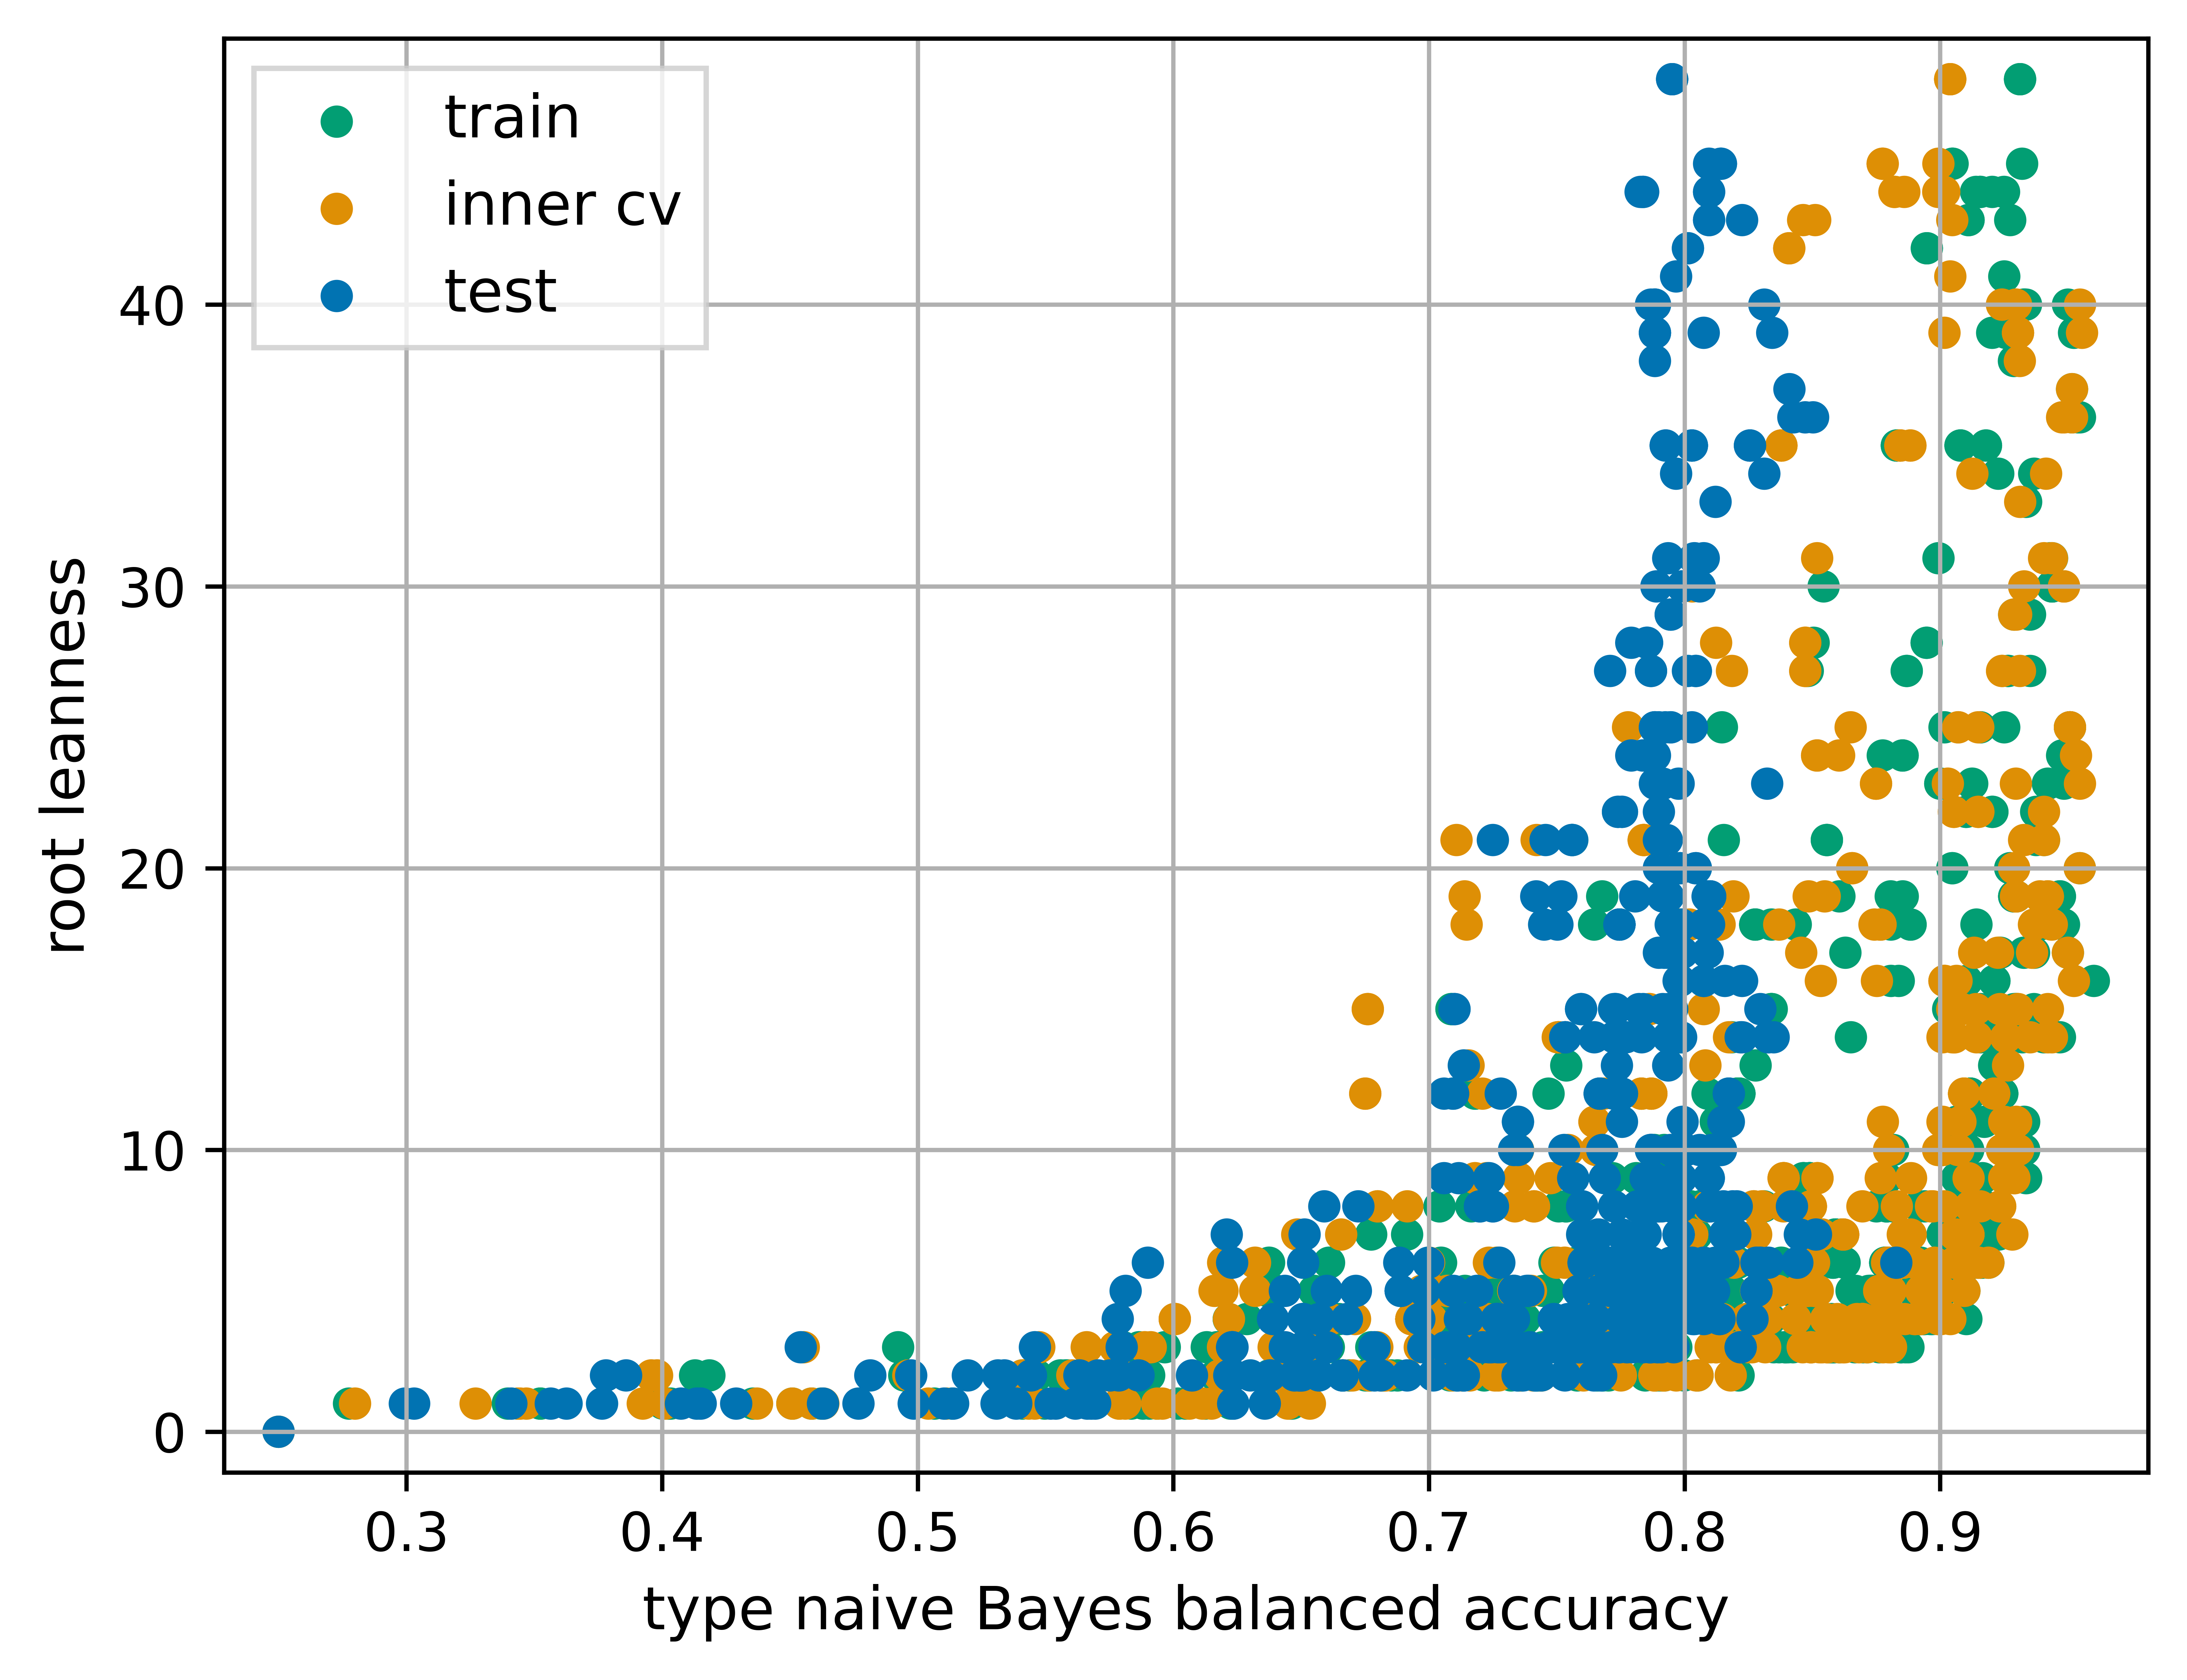 train
inner cv
test
40
30
20
10
0
root leanness
0.3 0.4 0.5 0.6 0.7 0.8 0.9
type naive Bayes balanced accuracy